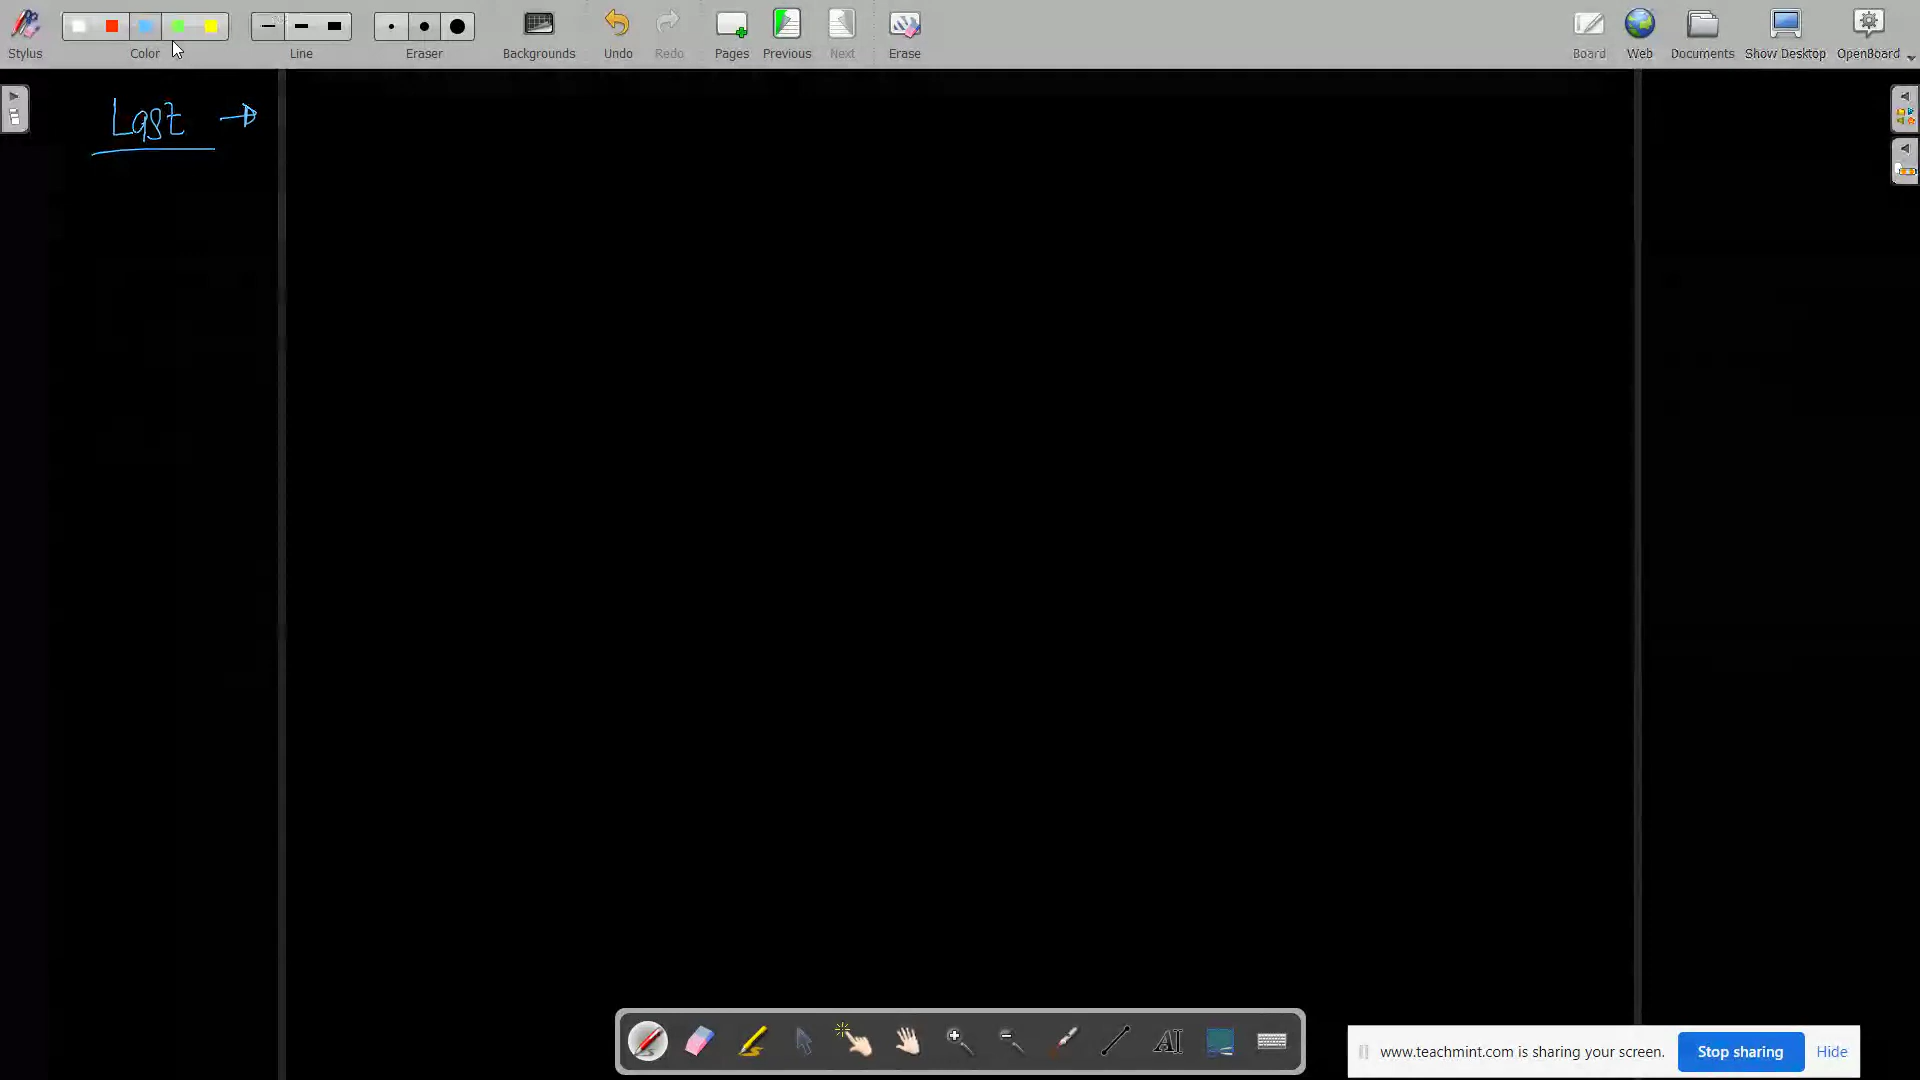 Stylus Color Line Eraser Backgrounds Undo Redo Pages Previous Next Erase Board Web Documents Show Desktop OpenBoard
Last →
www.teachmint.com is sharing your screen. Stop sharing Hide